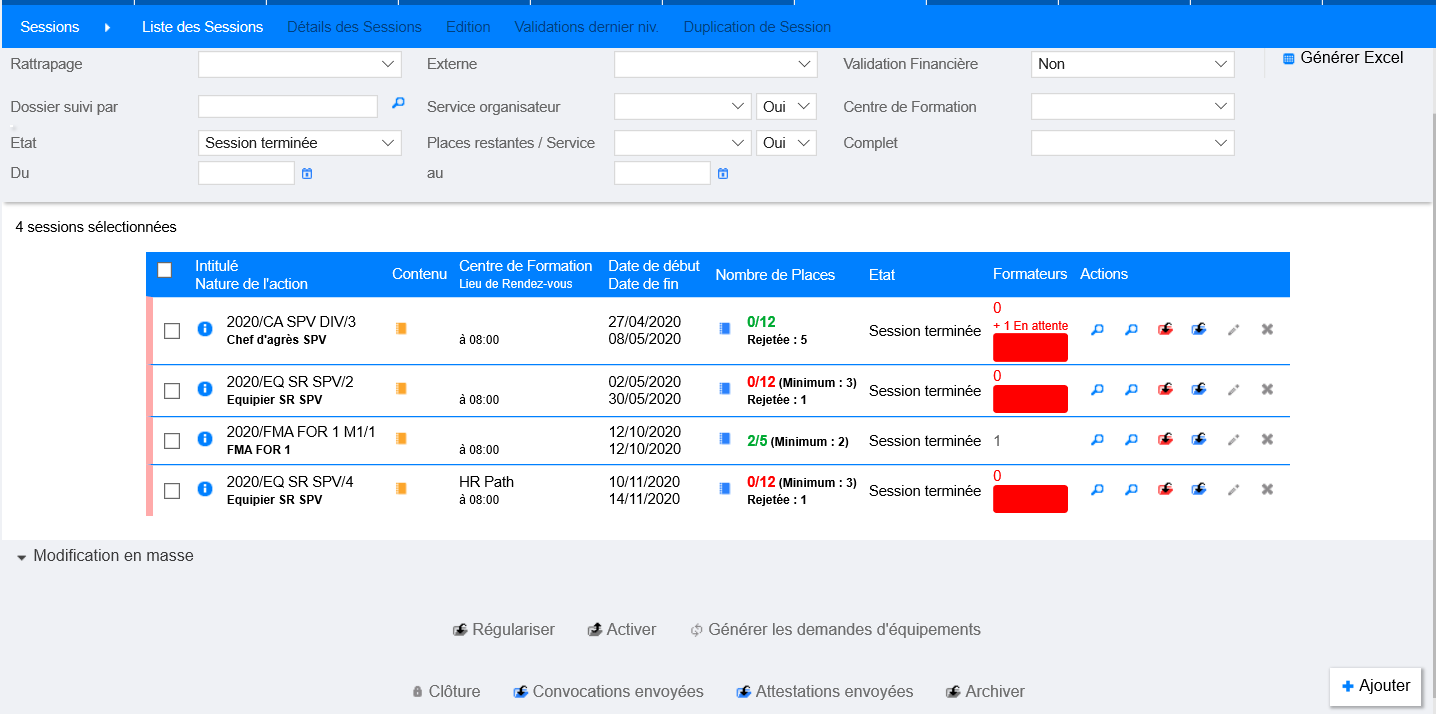 Sessions Liste des Sessions Détails des Sessions Edition Validations dernier niv. Duplication de Session
Rattrapage Externe Validation Financière Non Générer Excel
Dossier suivi par Service organisateur Oui Centre de Formation
Etat Session terminée Places restantes / Service Oui Complet
Du au
4 sessions sélectionnées
Intitulé Nature de l'action Contenu Centre de Formation Lieu de Rendez-vous Date de début Date de fin Nombre de Places Etat Formateurs Actions
2020/CA SPV DIV/3 27/04/2020 0/12 0
Chef d'agrès SPV à 08:00 08/05/2020 Rejetée : 5 Session terminée + 1 En attente
2020/EQ SR SPV/2 02/05/2020 0/12 (Minimum : 3) 0
Equipier SR SPV à 08:00 30/05/2020 Rejetée : 1 Session terminée
2020/FMA FOR 1 M1/1 12/10/2020 2/5 (Minimum : 2) Session terminée 1
FMA FOR 1 à 08:00 12/10/2020
2020/EQ SR SPV/4 HR Path 10/11/2020 0/12 (Minimum : 3) 0
Equipier SR SPV à 08:00 14/11/2020 Rejetée : 1 Session terminée
Modification en masse
Régulariser Activer Générer les demandes d'équipements
Clôture Convocations envoyées Attestations envoyées Archiver Ajouter